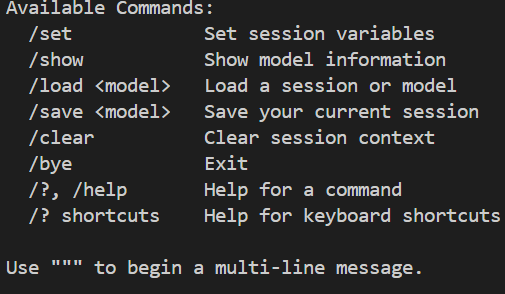 Available Commands:
/set Set session variables
/show Show model information
/load <model> Load a session or model
/save <model> Save your current session
/clear Clear session context
/bye Exit
/?, /help Help for a command
/? shortcuts Help for keyboard shortcuts
Use """ to begin a multi-line message.